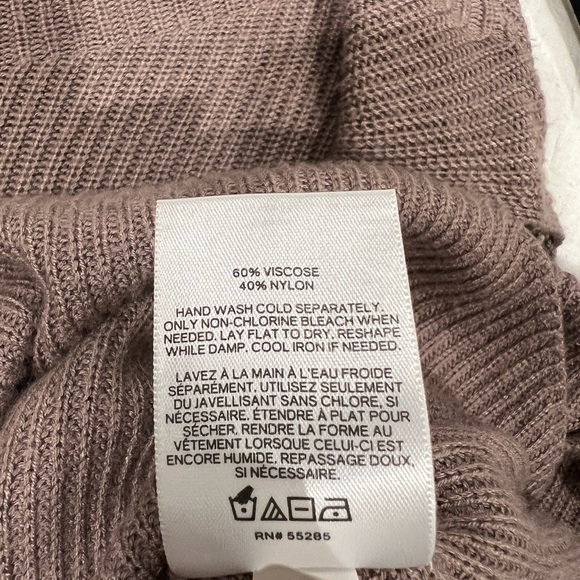 60% VISCOSE
40% NYLON
HAND WASH COLD SEPARATELY.
ONLY NON-CHLORINE BLEACH WHEN
NEEDED. LAY FLAT TO DRY. RESHAPE
WHILE DAMP. COOL IRON IF NEEDED.
LAVEZ À LA MAIN À L'EAU FROIDE
SÉPARÉMENT. UTILISEZ SEULEMENT
DU JAVELLISANT SANS CHLORE, SI
NÉCESSAIRE. ÉTENDRE À PLAT POUR
SÉCHER. RENDRE LA FORME AU
VÊTEMENT LORSQUE CELUI-CI EST
ENCORE HUMIDE. REPASSAGE DOUX,
SI NÉCESSAIRE.
RN# 55285